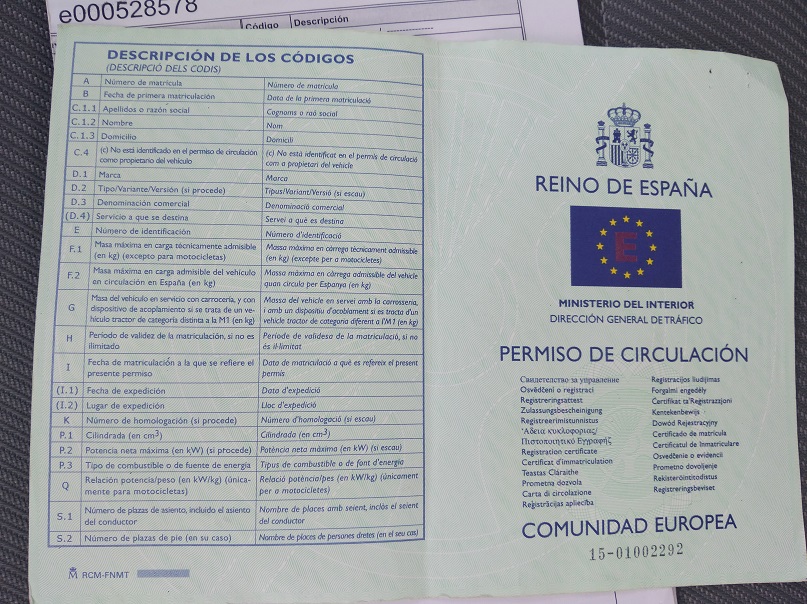 e000528578
Código Descripción
DESCRIPCIÓN DE LOS CÓDIGOS
(DESCRIPCIÓ DELS CODIS)
A Número de matrícula Número de matrícula
B Fecha de primera matriculación Data de la primera matriculació
C.1.1 Apellidos o razón social Cognoms o raó social
C.1.2 Nombre Nom
C.1.3 Domicilio Domicili
C.4 (c) No está identificado en el permiso de circulación (c) No està identificat en el permís de circulació
como propietario del vehículo com a propietari del vehicle
D.1 Marca Marca
D.2 Tipo/Variante/Versión (si procede) Tipus/Variant/Versió (si escau)
D.3 Denominación comercial Denominació comercial
(D.4) Servicio a que se destina Servei a què es destina
E Número de identificación Número d'identificació
F.1 Masa máxima en carga técnicamente admisible Massa màxima en càrrega tècnicament admissible
(en kg) (excepto para motocicletas) (en kg) (excepte per a motocicletes)
F.2 Masa máxima en carga admisible del vehículo Massa màxima en càrrega admissible del vehicle
en circulación en España (en kg) quan circula per Espanya (en kg)
G Masa del vehículo en servicio con carrocería, y con Massa del vehicle en servei amb la carrosseria,
dispositivo de acoplamiento si se trata de un ve- i amb un dispositiu d'acoblament si es tracta d'un
hículo tractor de categoría distinta a la M1 (en kg) vehicle tractor de categoria diferent a l'M1 (en kg)
H Período de validez de la matriculación, si no es Període de validesa de la matriculació, si no
ilimitado és il·limitat
I Fecha de matriculación a la que se refiere el Data de matriculació a què es refereix el present
presente permiso permís
(I.1) Fecha de expedición Data d'expedició
(I.2) Lugar de expedición Lloc d'expedició
K Número de homologación (si procede) Número d'homologació (si escau)
P.1 Cilindrada (en cm³) Cilindrada (en cm³)
P.2 Potencia neta máxima (en kW) (si procede) Potència neta màxima (en kW) (si escau)
P.3 Tipo de combustible o de fuente de energía Tipus de combustible o de font d'energia
Q Relación potencia/peso (en kW/kg) (única- Relació potència/pes (en kW/kg) (únicament
mente para motocicletas) per a motocicletes)
S.1 Número de plazas de asiento, incluido el asiento Nombre de places amb seient, inclòs el seient
del conductor del conductor
S.2 Número de plazas de pie (en su caso) Nombre de places de persones dretes (en el seu cas)
RCM-FNMT
REINO DE ESPAÑA
E
MINISTERIO DEL INTERIOR
DIRECCIÓN GENERAL DE TRÁFICO
PERMISO DE CIRCULACIÓN
Свидетелство за управление Registracijos liudijimas
Osvědčení o registraci Forgalmi engedély
Registreringsattest Certifikat ta' Reġistrazzjoni
Zulassungsbescheinigung Kentekenbewijs
Registreerimistunnistus Dowód Rejestracyjny
Άδεια κυκλοφορίας/ Certificado de matrícula
Πιστοποιητικό Εγγραφής Certificatul de Inmatriculare
Registration certificate Osvedčenie o evidencii
Certificat d'immatriculation Prometno dovoljenje
Teastas Cláraithe Rekisteröintitodistus
Prometna dozvola Registreringsbeviset
Carta di circolazione
Reģistrācijas apliecība
COMUNIDAD EUROPEA
15-01002292